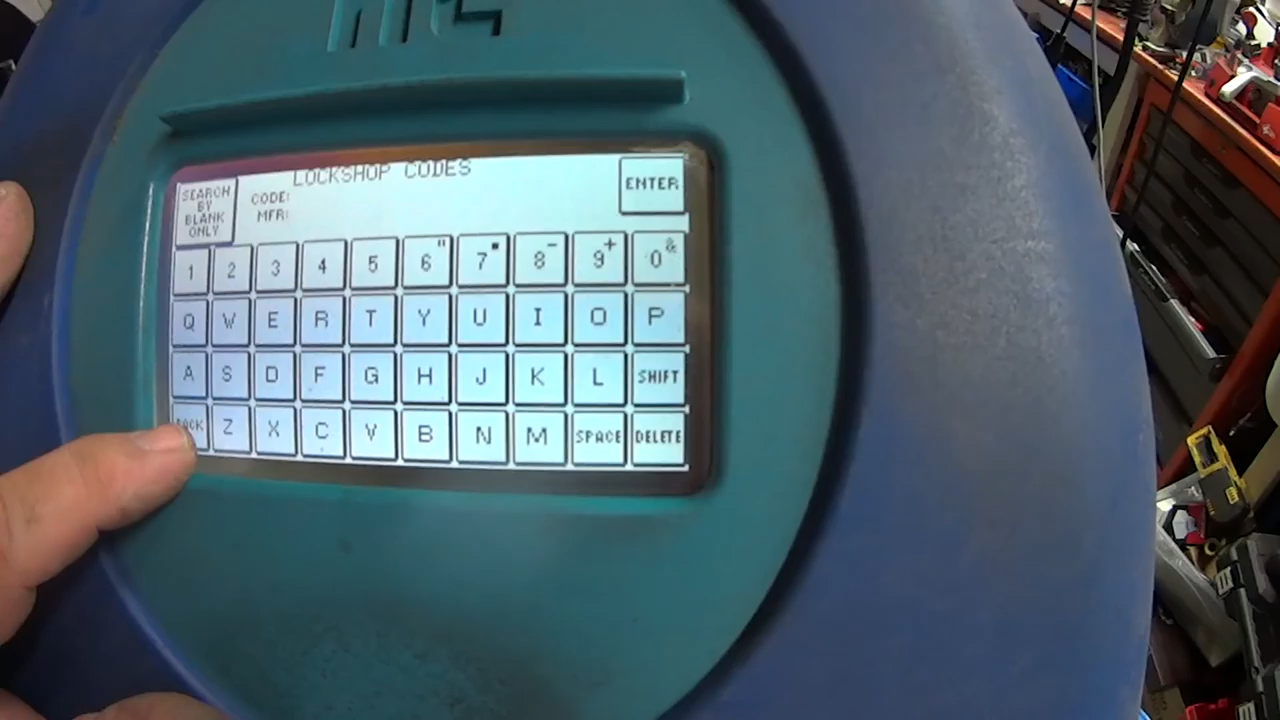 LOCKSHOP CODES
SEARCH
BY
BLANK
ONLY
CODE:
MFR:
ENTER
1 2 3 4 5 6" 7▪ 8- 9+ 0&
Q W E R T Y U I O P
A S D F G H J K L SHIFT
BACK Z X C V B N M SPACE DELETE